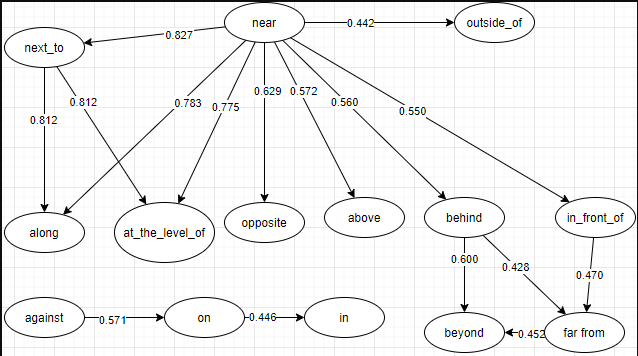 near
0.442
outside_of
next_to
0.827
0.812
0.812
0.783
0.775
0.629
0.572
0.560
0.550
along
at_the_level_of
opposite
above
behind
in_front_of
0.600
0.428
0.470
against
0.571
on
0.446
in
beyond
0.452
far from